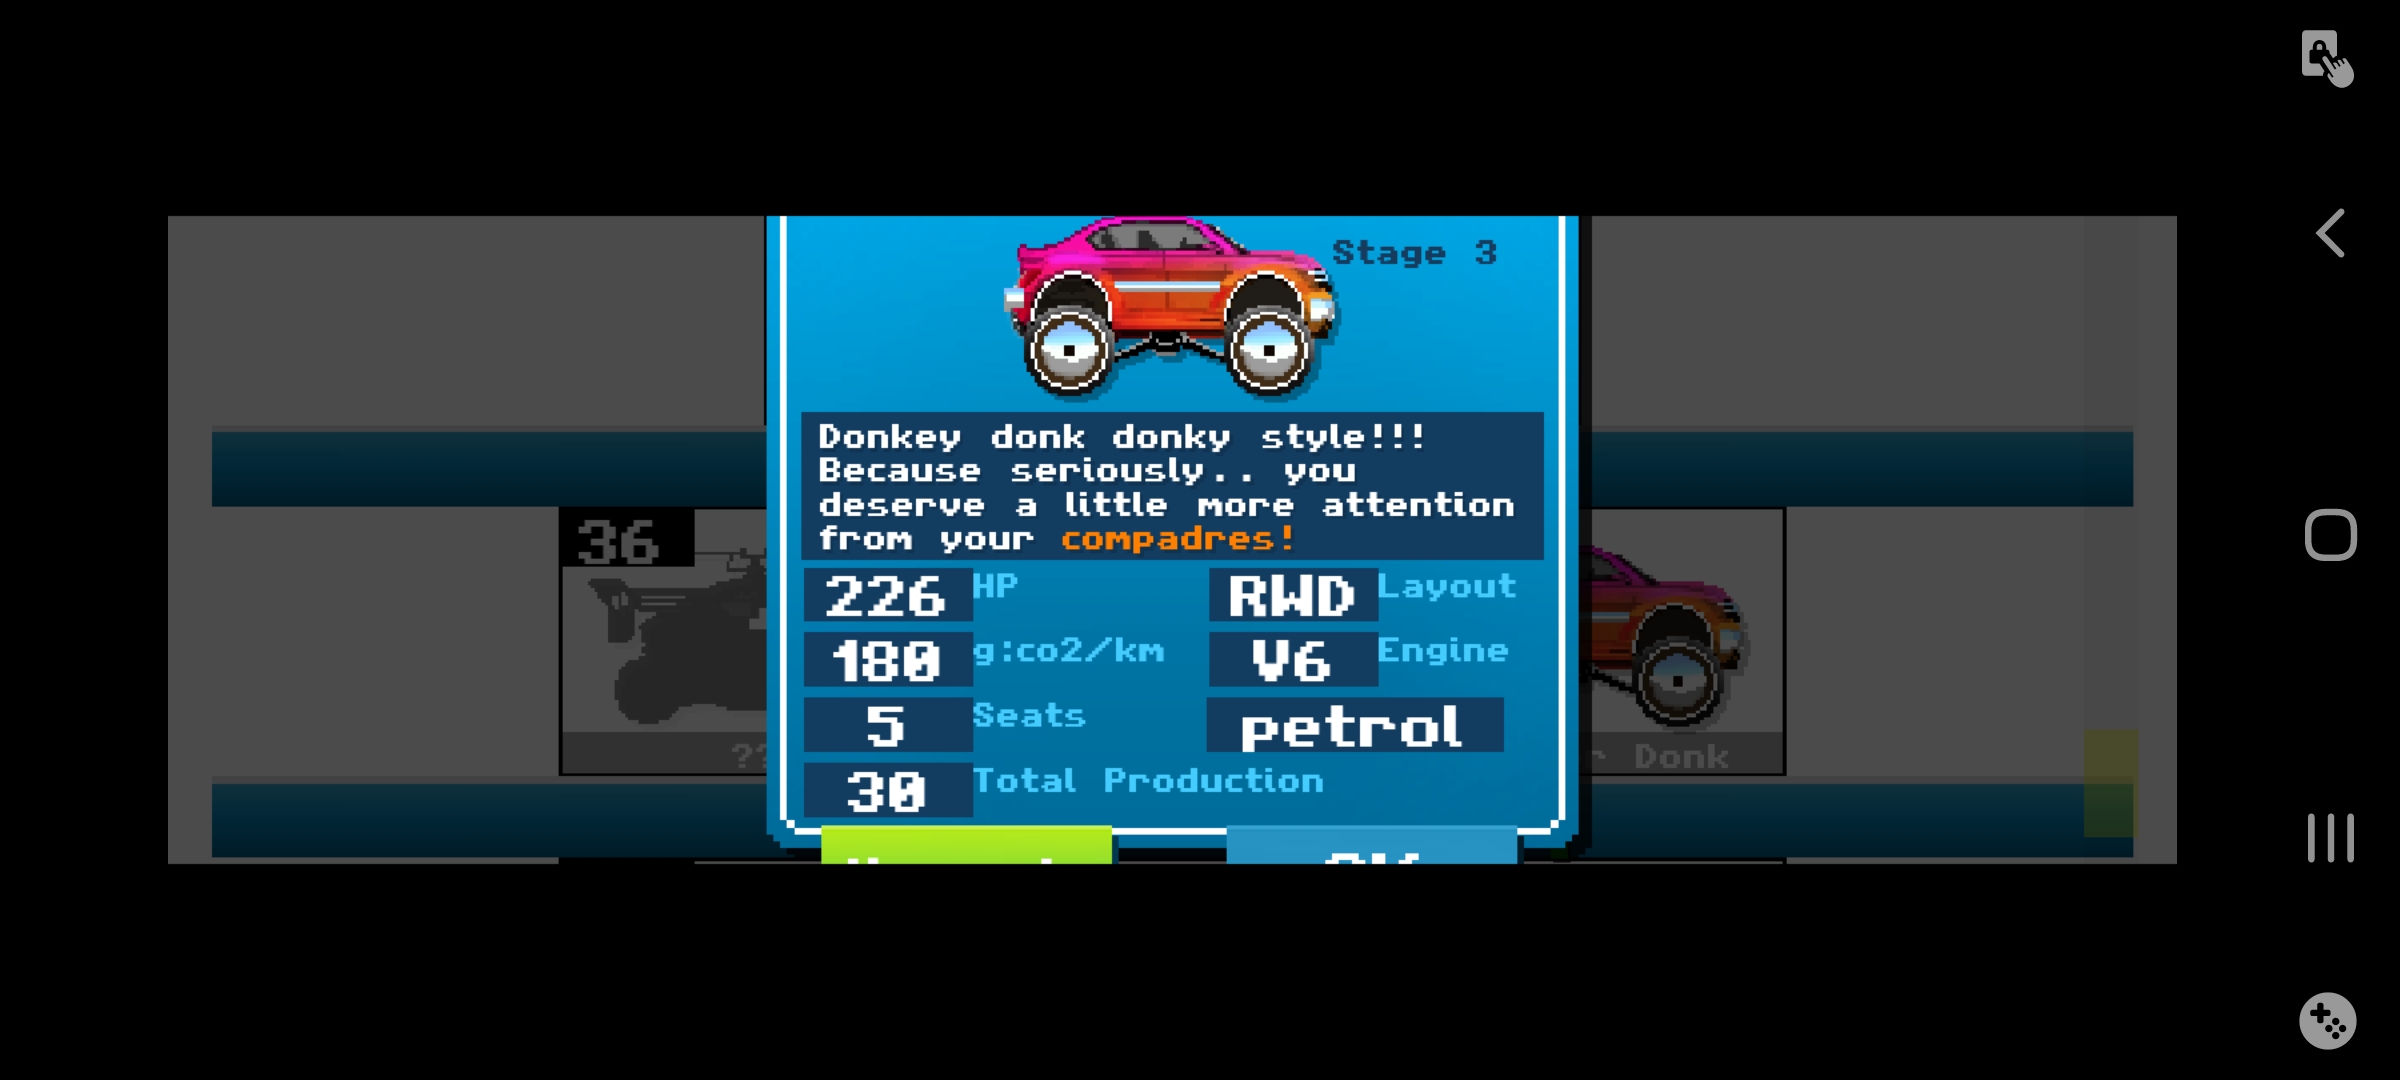 Stage 3
Donkey donk donky style!!!
Because seriously.. you
deserve a little more attention
from your compadres!
36
226 HP
RWD Layout
180 g:co2/km
V6 Engine
5 Seats
petrol
30 Total Production
??
Donk